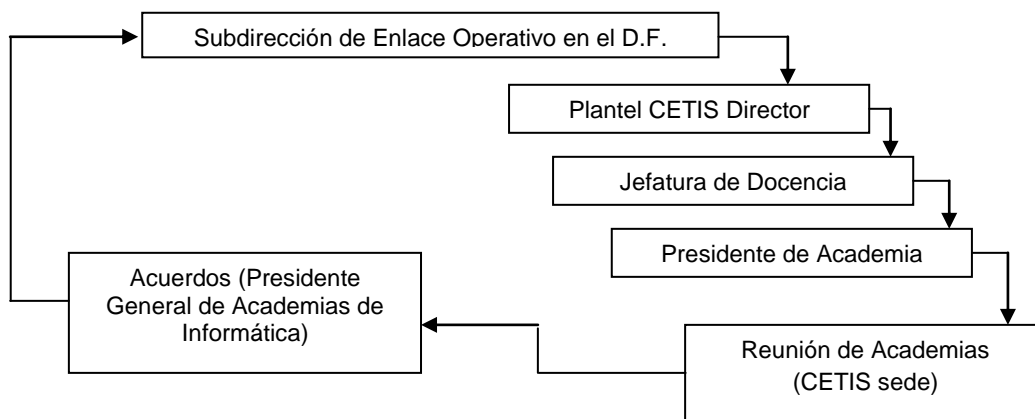 Subdirección de Enlace Operativo en el D.F.
Plantel CETIS Director
Jefatura de Docencia
Presidente de Academia
Reunión de Academias
(CETIS sede)
Acuerdos (Presidente
General de Academias de
Informática)